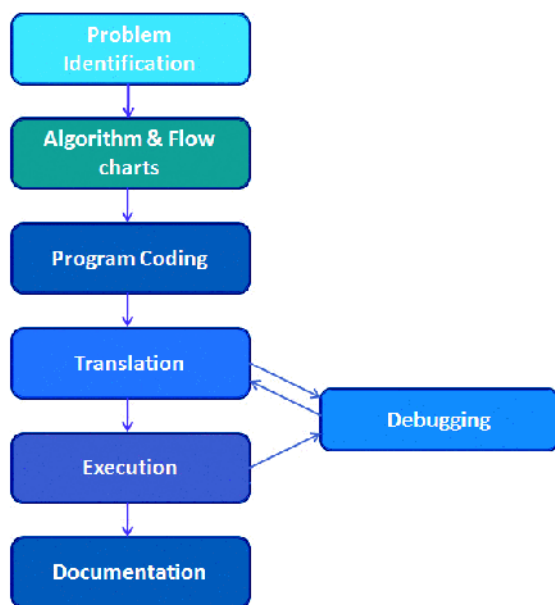 Problem
Identification
Algorithm & Flow
charts
Program Coding
Translation
Debugging
Execution
Documentation